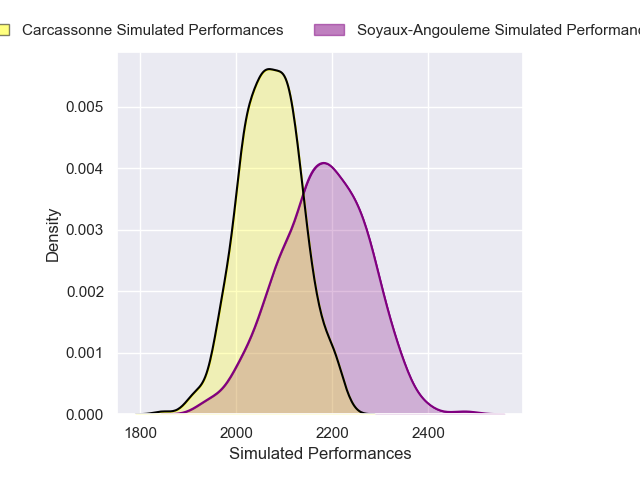 Carcassonne Simulated Performances
Soyaux-Angouleme Simulated
0.005
0.004
0.003
0.002
0.001
0.000
Density
1800 2000 2200 2400
Simulated Performances